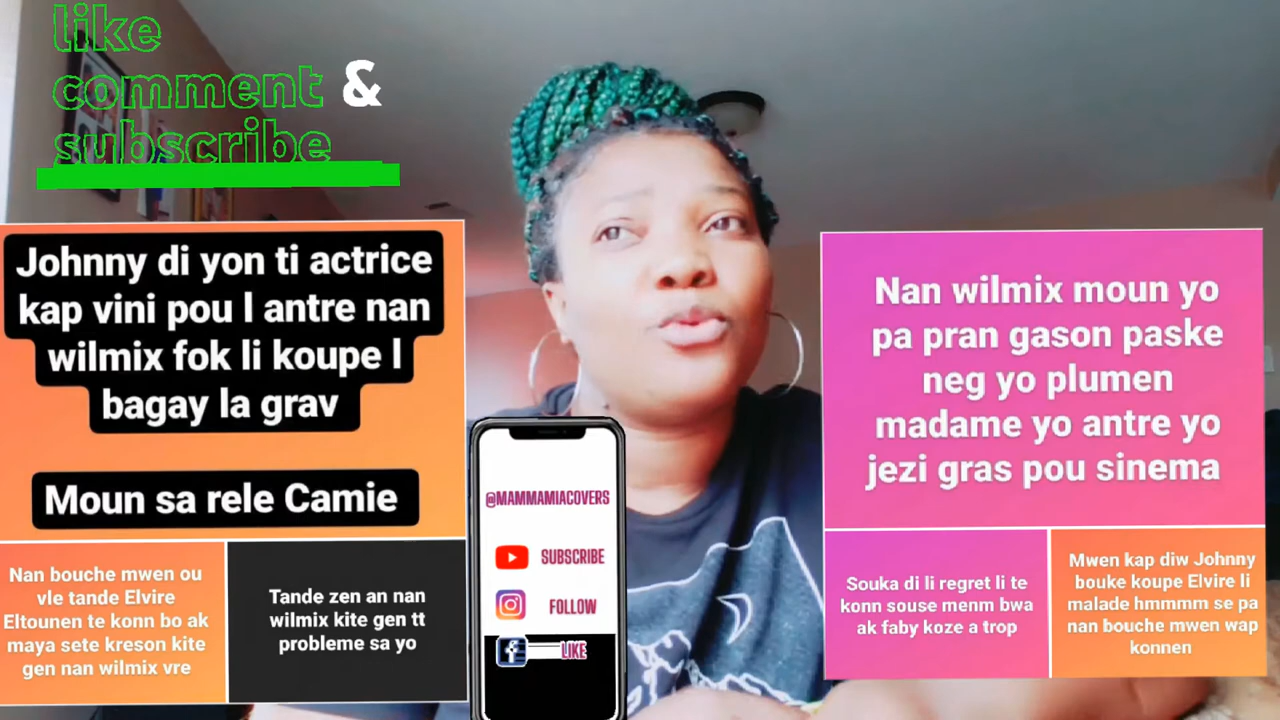 like
comment &
subscribe
Johnny di yon ti actrice
kap vini pou l antre nan
wilmix fok li koupe l
bagay la grav
Moun sa rele Camie
Nan bouche mwen ou
vle tande Elvire
Eltounen te konn bo ak
maya sete kreson kite
gen nan wilmix vre
Tande zen an nan
wilmix kite gen tt
probleme sa yo
@MAMMAMIACOVERS
SUBSCRIBE
FOLLOW
LIKE
Nan wilmix moun yo
pa pran gason paske
neg yo plumen
madame yo antre yo
jezi gras pou sinema
Souka di li regret li te
konn souse menm bwa
ak faby koze a trop
Mwen kap diw Johnny
bouke koupe Elvire li
malade hmmmm se pa
nan bouche mwen wap
konnen